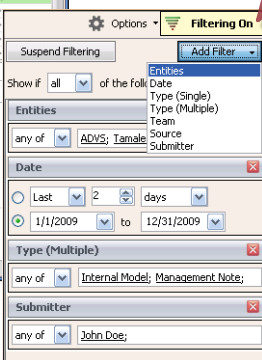 Options Filtering On
Suspend Filtering Add Filter
Entities
Show if all of the foll Date
Type (Single)
Type (Multiple)
Team
Source
Submitter
Entities
any of ADVS; Tamale
Date
Last 2 days
1/1/2009 to 12/31/2009
Type (Multiple)
any of Internal Model; Management Note;
Submitter
any of John Doe;